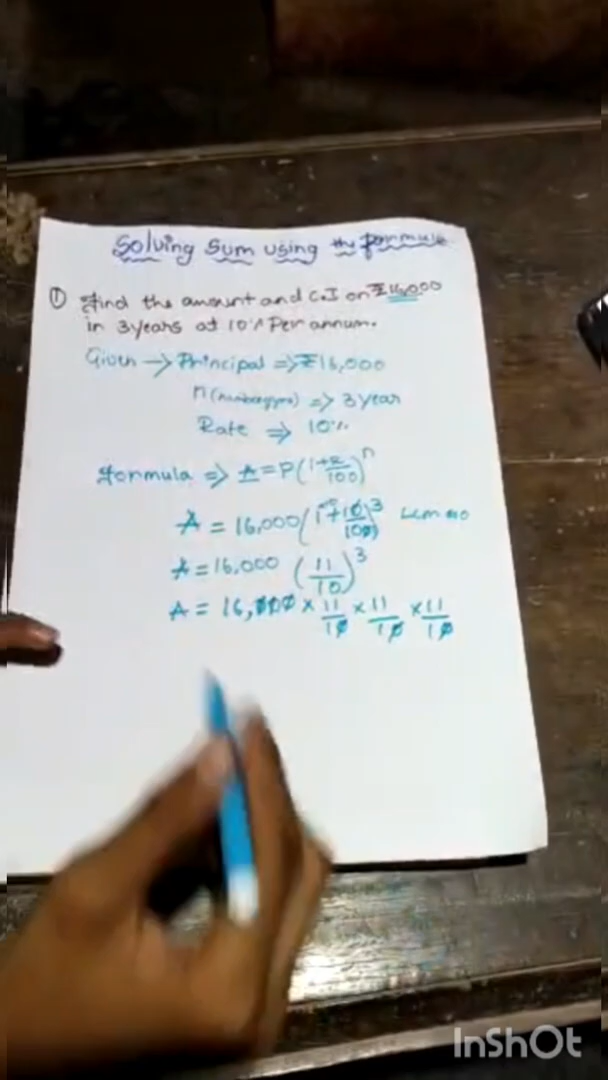 Solving Sum using the formula
① find the amount and C.I on ₹16,000
in 3years at 10% Per annum.
Given → Principal => ₹16,000
n => 3year
Rate => 10%
formula => A=P(1+R/100)^n
A = 16,000(1+10/100)^3
A = 16,000 (11/10)^3
A = 16,000 × 11/10 × 11/10 × 11/10
InShOt